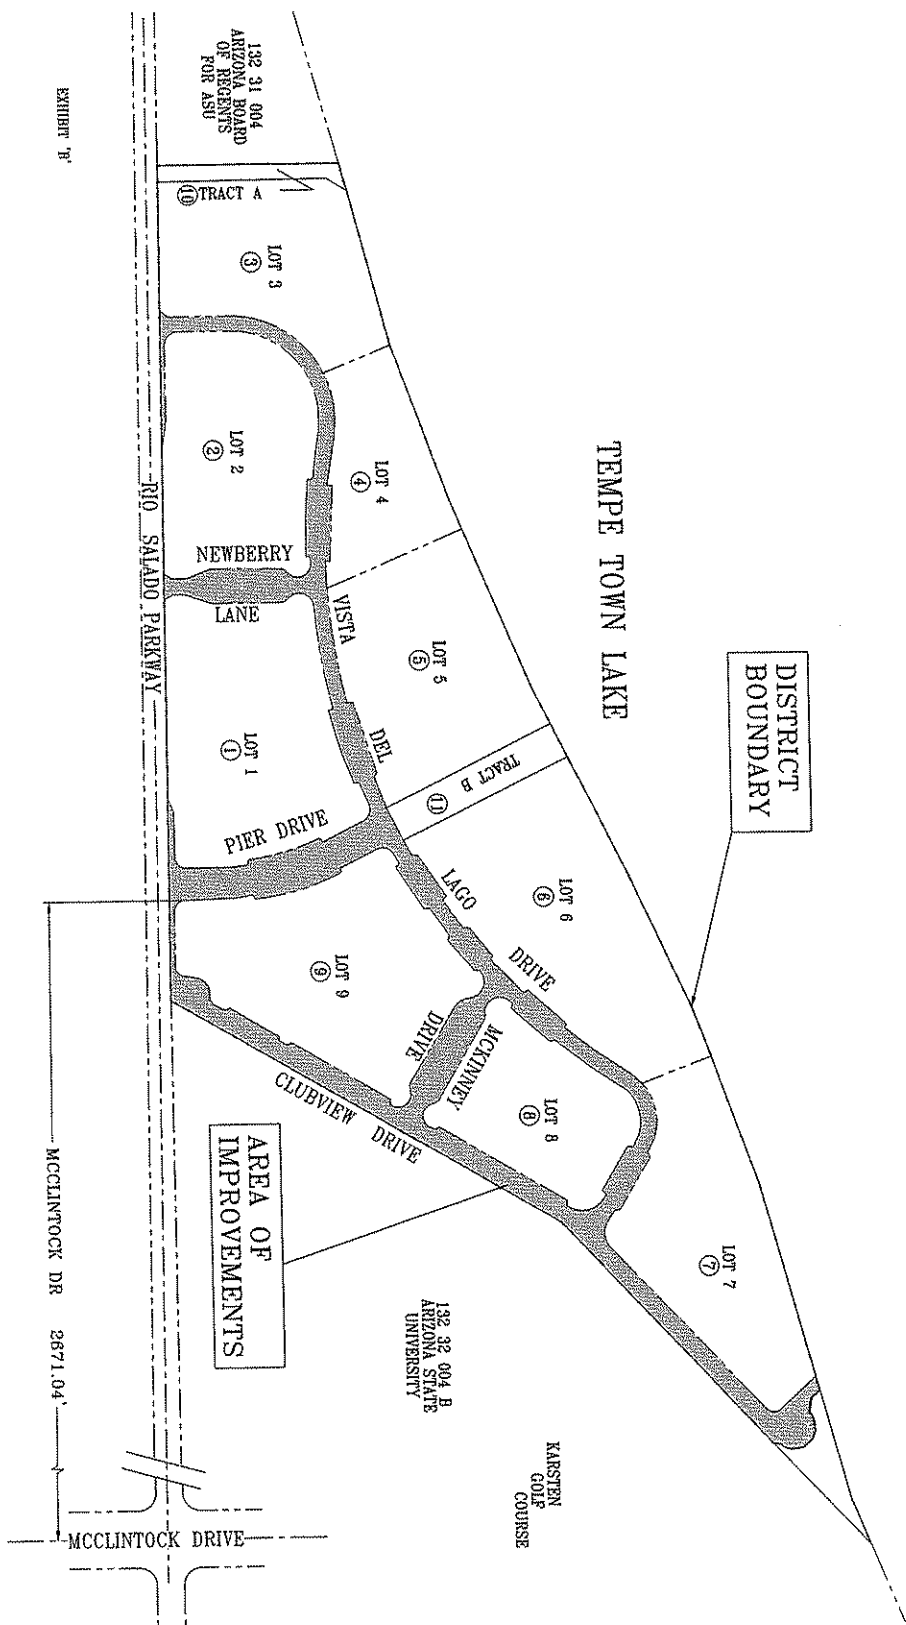 TEMPE TOWN LAKE
DISTRICT
BOUNDARY
132 31 004
ARIZONA BOARD
OF REGENTS
FOR ASU
TRACT A
10
LOT 3
3
LOT 4
4
LOT 5
5
TRACT B
11
LOT 6
6
LOT 7
7
LOT 2
2
NEWBERRY
LANE
LOT 1
1
VISTA
DEL
LAGO
DRIVE
PIER DRIVE
LOT 9
9
MCKINNEY
DRIVE
LOT 8
8
CLUBVIEW DRIVE
AREA OF
IMPROVEMENTS
132 32 004 B
ARIZONA STATE
UNIVERSITY
KARSTEN
GOLF
COURSE
RIO SALADO PARKWAY
MCCLINTOCK DR 2671.04'
MCCLINTOCK DRIVE
EXHIBIT 'B'